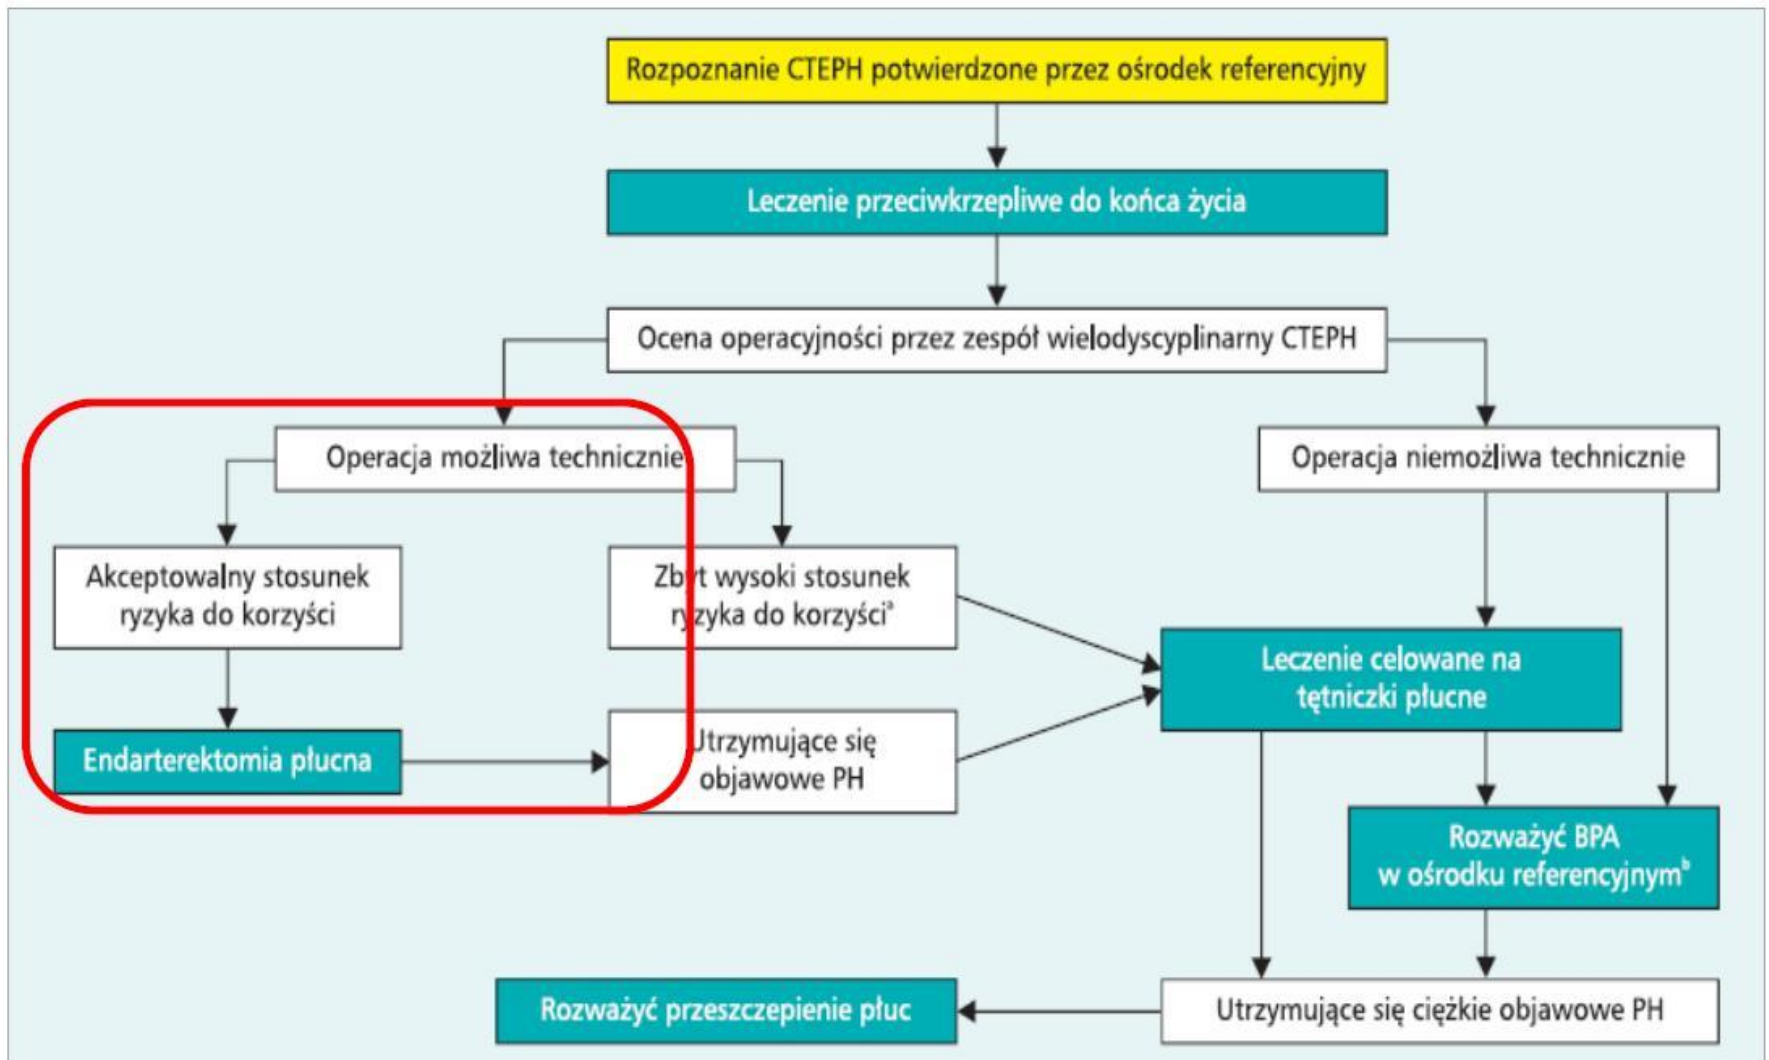 Rozpoznanie CTEPH potwierdzone przez ośrodek referencyjny
Leczenie przeciwkrzepliwe do końca życia
Ocena operacyjności przez zespół wielodyscyplinarny CTEPH
Operacja możliwa technicznie
Operacja niemożliwa technicznie
Akceptowalny stosunek
ryzyka do korzyści
Zbyt wysoki stosunek
ryzyka do korzyściᵃ
Leczenie celowane na
tętniczki płucne
Endarterektomia płucna
Utrzymujące się
objawowe PH
Rozważyć BPA
w ośrodku referencyjnymᵇ
Rozważyć przeszczepienie płuc
Utrzymujące się ciężkie objawowe PH